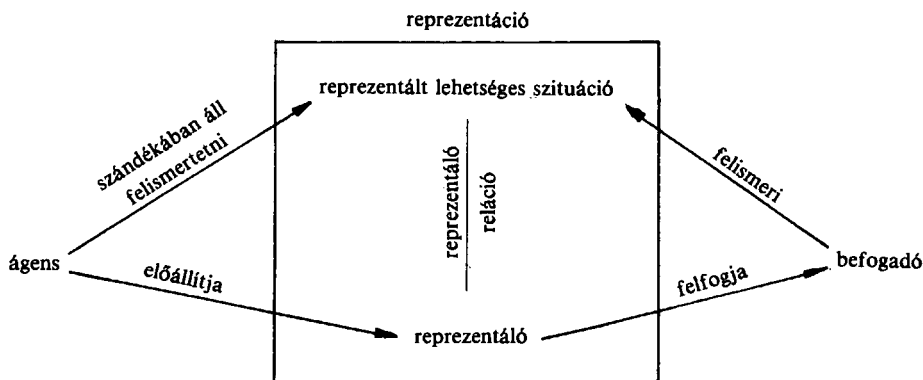 reprezentáció
reprezentált lehetséges szituáció
szándékában áll
felismertetni
reprezentáló
reláció
felismeri
ágens
előállítja
felfogja
befogadó
reprezentáló